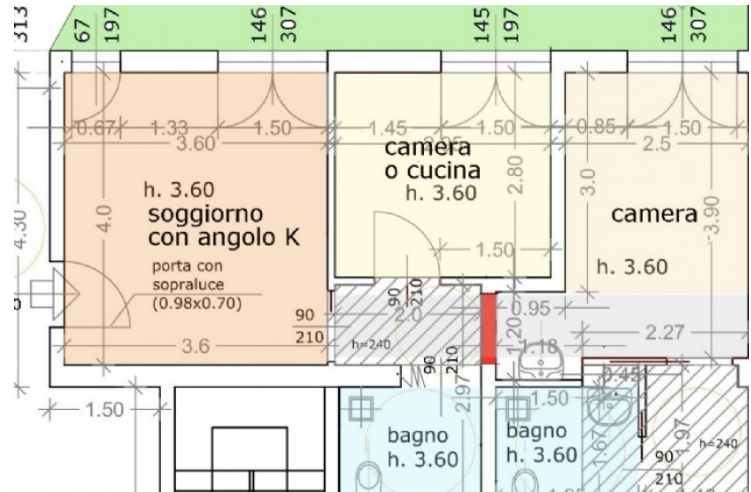 313
67
197
146
307
145
197
146
307
0.67
1.33
1.50
1.45
1.50
0.85
1.50
3.60
2.5
camera
o cucina
h. 3.60
2.80
3.0
3.90
h. 3.60
soggiorno
con angolo K
4.0
4.30
camera
h. 3.60
porta con
sopraluce
(0.98x0.70)
1.50
90
210
90
210
2.0
0.95
1.20
1.18
2.27
3.6
h=240
90
210
0.45
1.50
2.97
1.50
bagno
h. 3.60
bagno
h. 3.60
1.67
1.97
h=240
90
210